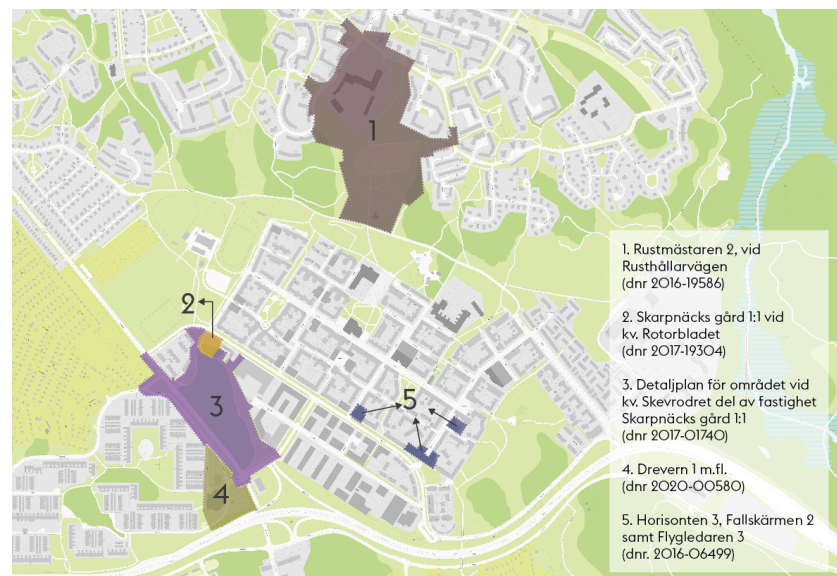 1
2
3
4
5
1. Rustmästaren 2, vid
Rusthållarvägen
(dnr 2016-19586)
2. Skarpnäcks gård 1:1 vid
kv. Rotorbladet
(dnr 2017-19304)
3. Detaljplan för området vid
kv. Skevrodret del av fastighet
Skarpnäcks gård 1:1
(dnr 2017-01740)
4. Drevern 1 m.fl.
(dnr 2020-00580)
5. Horisonten 3, Fallskärmen 2
samt Flygledaren 3
(dnr. 2016-06499)